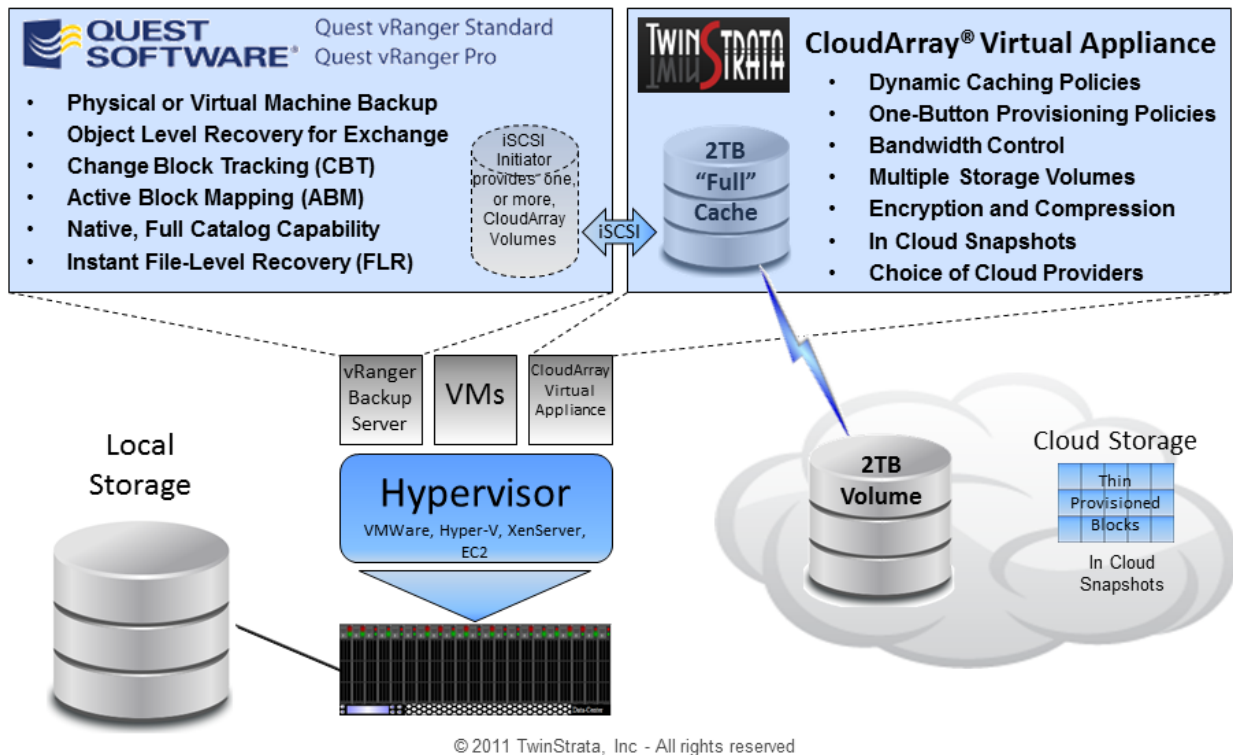 QUEST
SOFTWARE®
Quest vRanger Standard
Quest vRanger Pro
• Physical or Virtual Machine Backup
• Object Level Recovery for Exchange
• Change Block Tracking (CBT)
• Active Block Mapping (ABM)
• Native, Full Catalog Capability
• Instant File-Level Recovery (FLR)
iSCSI
Initiator
provides one,
or more,
CloudArray
Volumes
iSCSI
TWINSTRATA
CloudArray® Virtual Appliance
2TB
“Full”
Cache
• Dynamic Caching Policies
• One-Button Provisioning Policies
• Bandwidth Control
• Multiple Storage Volumes
• Encryption and Compression
• In Cloud Snapshots
• Choice of Cloud Providers
vRanger
Backup
Server
VMs
CloudArray
Virtual
Appliance
Local
Storage
Hypervisor
VMWare, Hyper-V, XenServer,
EC2
Data-Center
2TB
Volume
Cloud Storage
Thin
Provisioned
Blocks
In Cloud
Snapshots
© 2011 TwinStrata, Inc - All rights reserved